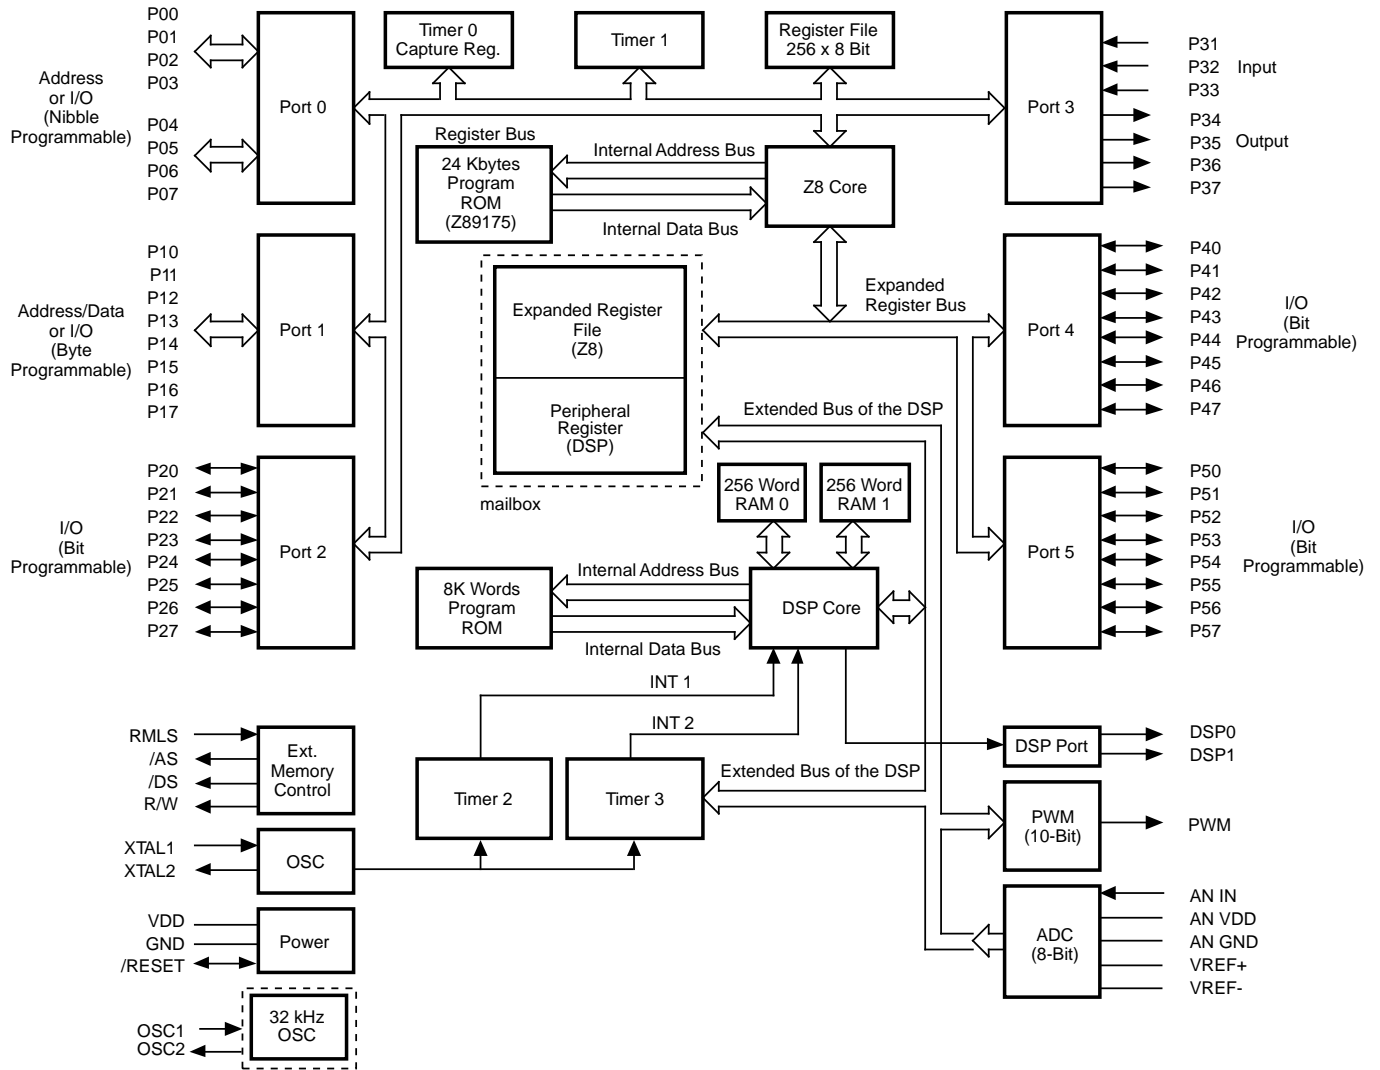 P00
P01
P02
P03
Address
or I/O
(Nibble
Programmable)
P04
P05
P06
P07
Port 0
Timer 0
Capture Reg.
Timer 1
Register File
256 x 8 Bit
Port 3
P31
P32
P33
Input
P34
P35
P36
P37
Output
Register Bus
24 Kbytes
Program
ROM
(Z89175)
Internal Address Bus
Internal Data Bus
Z8 Core
P10
P11
P12
P13
P14
P15
P16
P17
Address/Data
or I/O
(Byte
Programmable)
Port 1
Expanded Register
File
(Z8)
Peripheral
Register
(DSP)
mailbox
Expanded
Register Bus
Extended Bus of the DSP
Port 4
P40
P41
P42
P43
P44
P45
P46
P47
I/O
(Bit
Programmable)
P20
P21
P22
P23
P24
P25
P26
P27
I/O
(Bit
Programmable)
Port 2
256 Word
RAM 0
256 Word
RAM 1
8K Words
Program
ROM
Internal Address Bus
Internal Data Bus
DSP Core
Port 5
P50
P51
P52
P53
P54
P55
P56
P57
I/O
(Bit
Programmable)
INT 1
INT 2
RMLS
/AS
/DS
R/W
Ext.
Memory
Control
Timer 2
Timer 3
Extended Bus of the DSP
DSP Port
DSP0
DSP1
PWM
(10-Bit)
PWM
XTAL1
XTAL2
OSC
VDD
GND
/RESET
Power
ADC
(8-Bit)
AN IN
AN VDD
AN GND
VREF+
VREF-
OSC1
OSC2
32 kHz
OSC